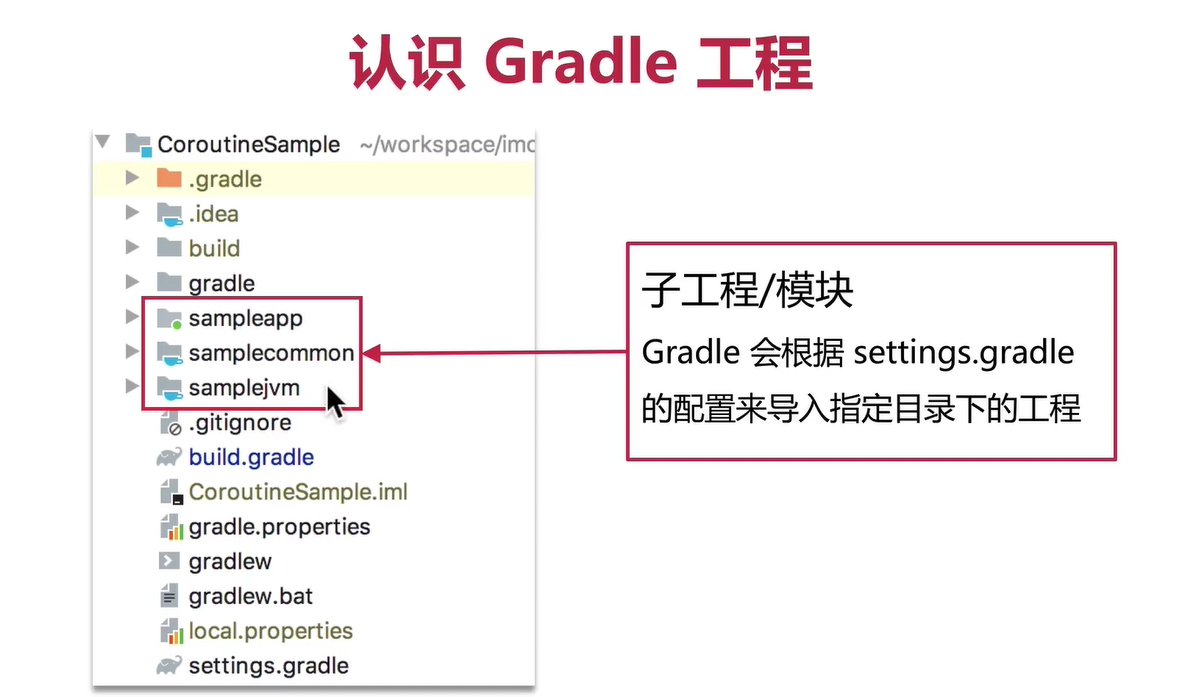 认识 Gradle 工程
CoroutineSample ~/workspace/imo
.gradle
.idea
build
gradle
sampleapp
samplecommon
samplejvm
.gitignore
build.gradle
CoroutineSample.iml
gradle.properties
gradlew
gradlew.bat
local.properties
settings.gradle
子工程/模块
Gradle 会根据 settings.gradle
的配置来导入指定目录下的工程